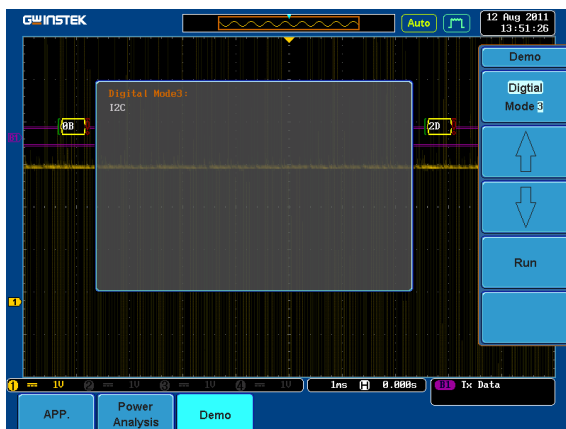 GWINSTEK
Auto
12 Aug 2011
13:51:26
Demo
Digtial
Mode 3
Digital Mode3:
I2C
0B
2D
B1
Run
1
1 == 1V 2 == 1V 3 == 1V 4 == 1V
1ms H 0.000s
B1 Tx Data
APP.
Power
Analysis
Demo